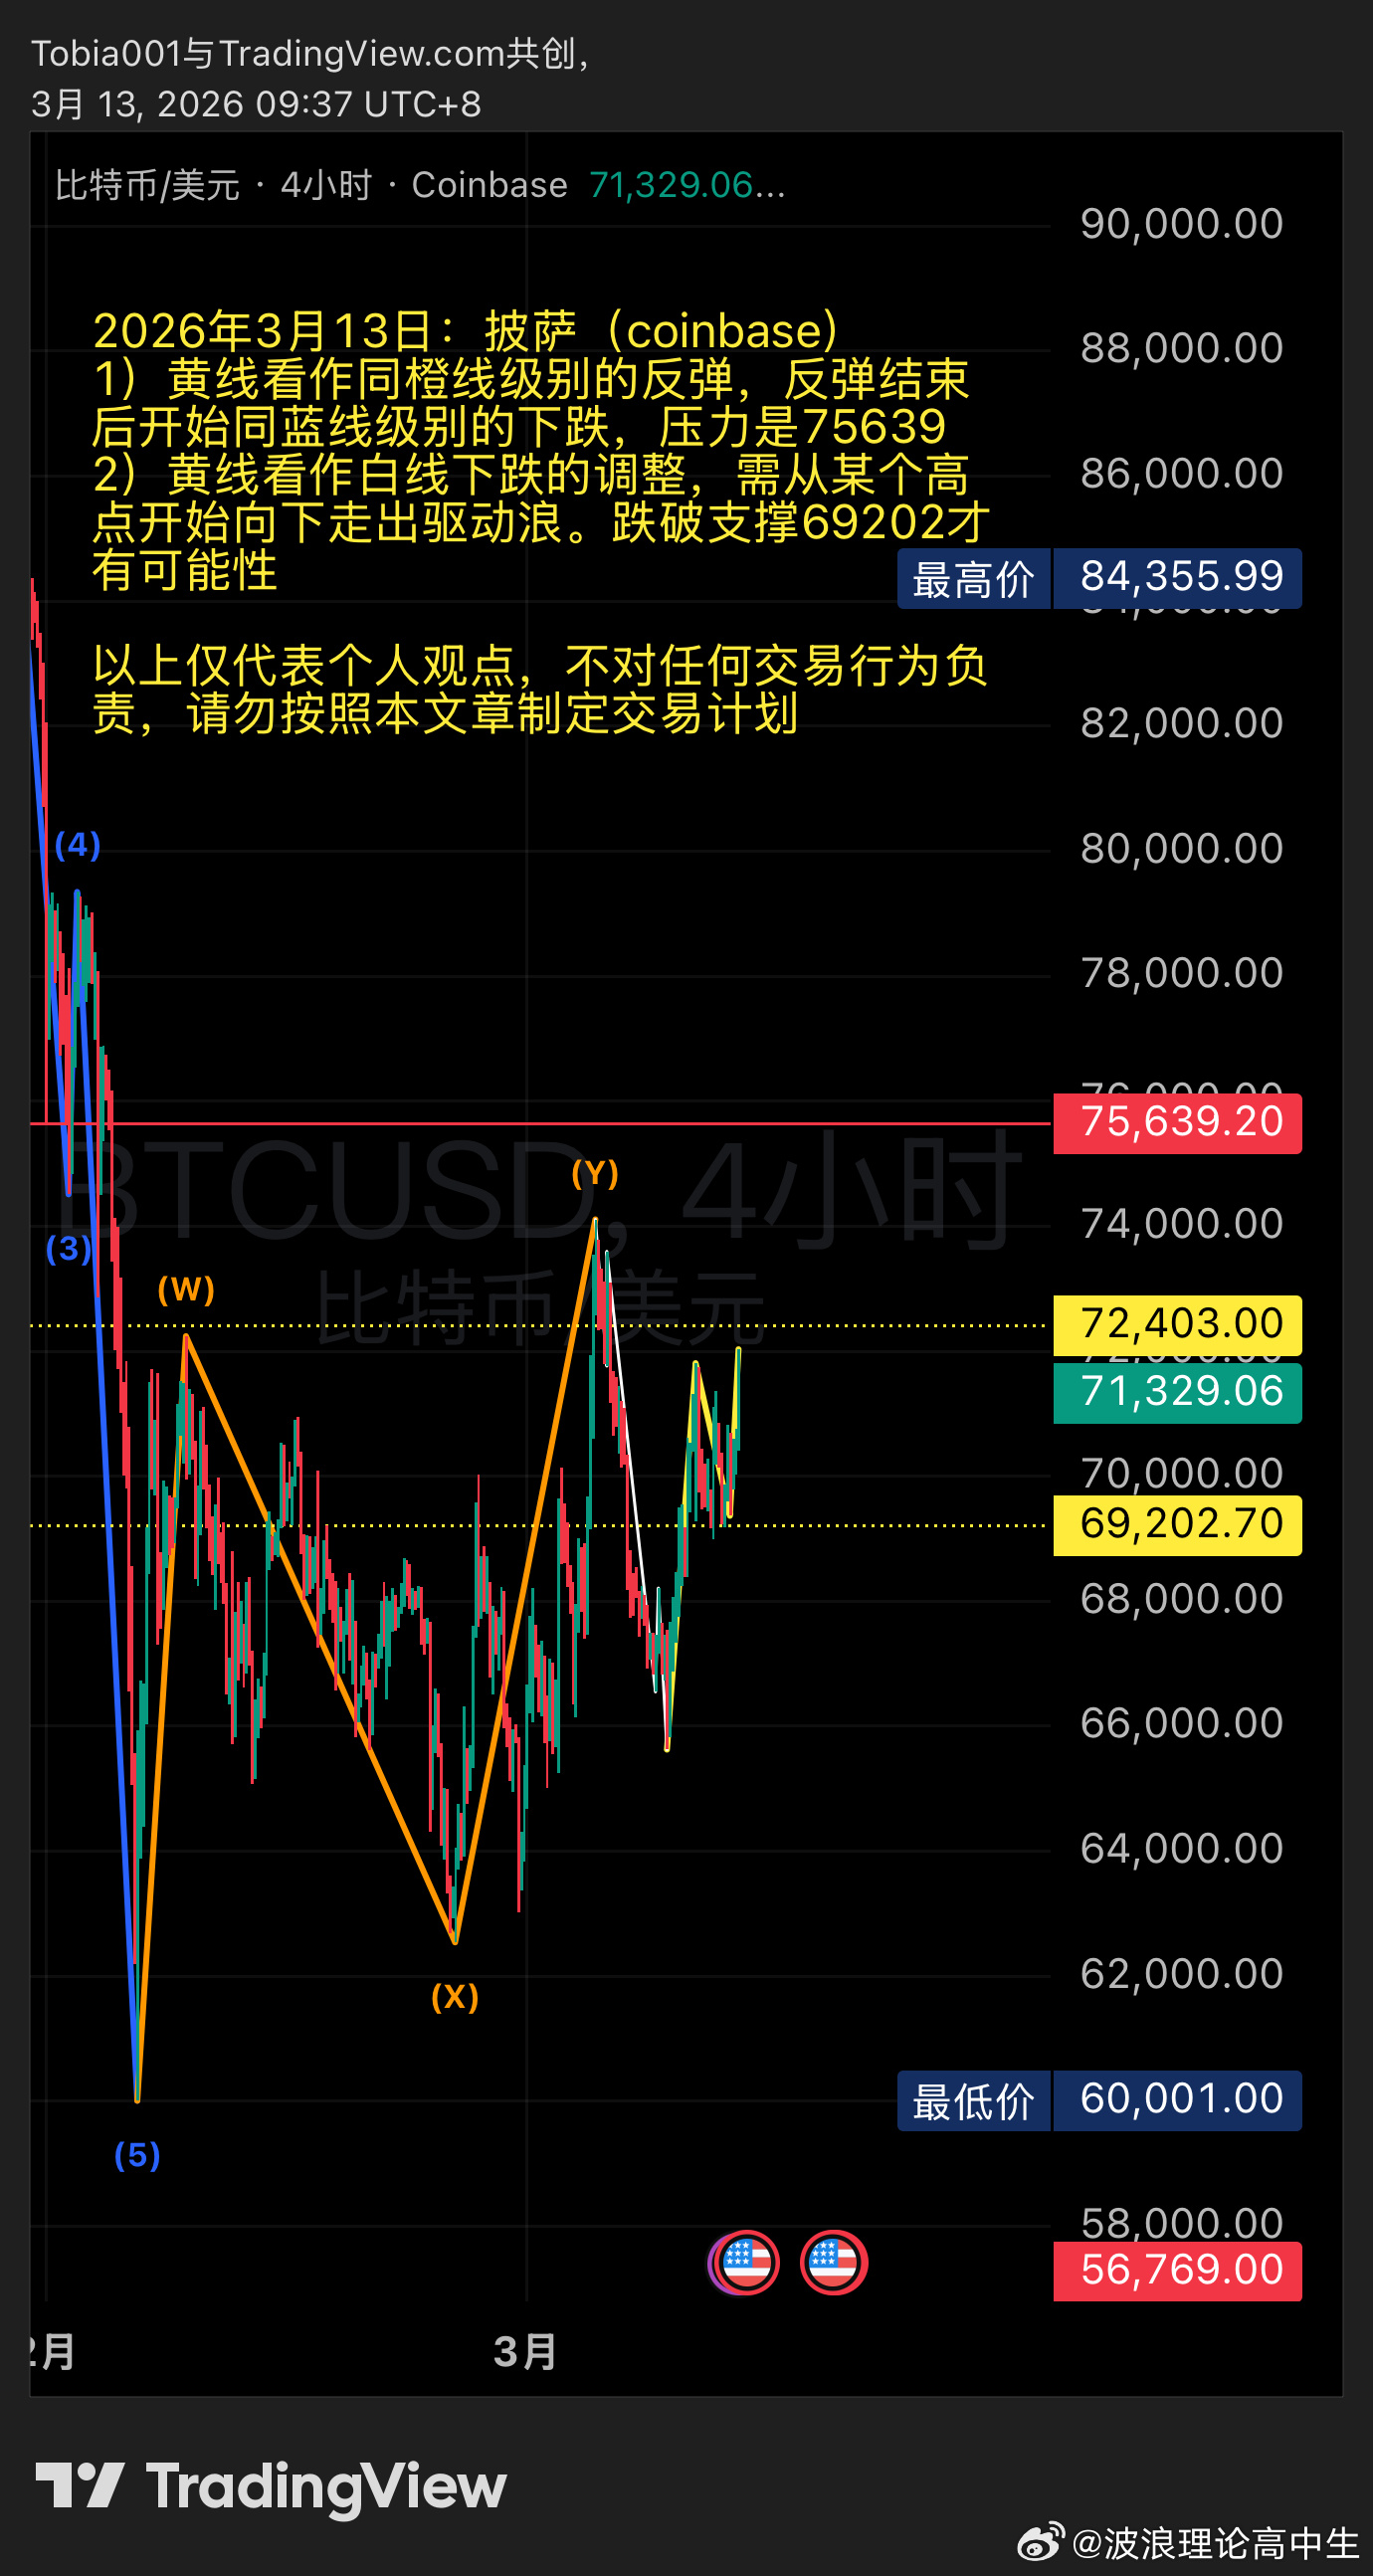 Tobia001与TradingView.com共创，
3月 13, 2026 09:37 UTC+8
比特币/美元 · 4小时 · Coinbase 71,329.06...
90,000.00
2026年3月13日：披萨（coinbase）
1）黄线看作同橙线级别的反弹，反弹结束
后开始同蓝线级别的下跌，压力是75639
2）黄线看作白线下跌的调整，需从某个高
点开始向下走出驱动浪。跌破支撑69202才
有可能性
以上仅代表个人观点，不对任何交易行为负
责，请勿按照本文章制定交易计划
88,000.00
86,000.00
最高价 84,355.99
82,000.00
(4)
80,000.00
78,000.00
75,639.20
BTCUSD, 4小时
比特币/美元
(Y)
74,000.00
(3)
(W)
72,403.00
71,329.06
70,000.00
69,202.70
68,000.00
66,000.00
64,000.00
62,000.00
(X)
最低价 60,001.00
(5)
58,000.00
56,769.00
2月
3月
TradingView
@波浪理论高中生